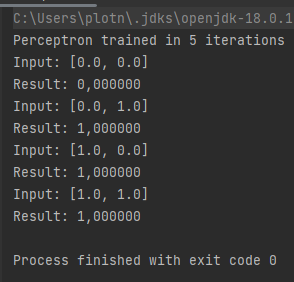 C:\Users\plotn\.jdks\openjdk-18.0.1
Perceptron trained in 5 iterations
Input: [0.0, 0.0]
Result: 0,000000
Input: [0.0, 1.0]
Result: 1,000000
Input: [1.0, 0.0]
Result: 1,000000
Input: [1.0, 1.0]
Result: 1,000000
Process finished with exit code 0